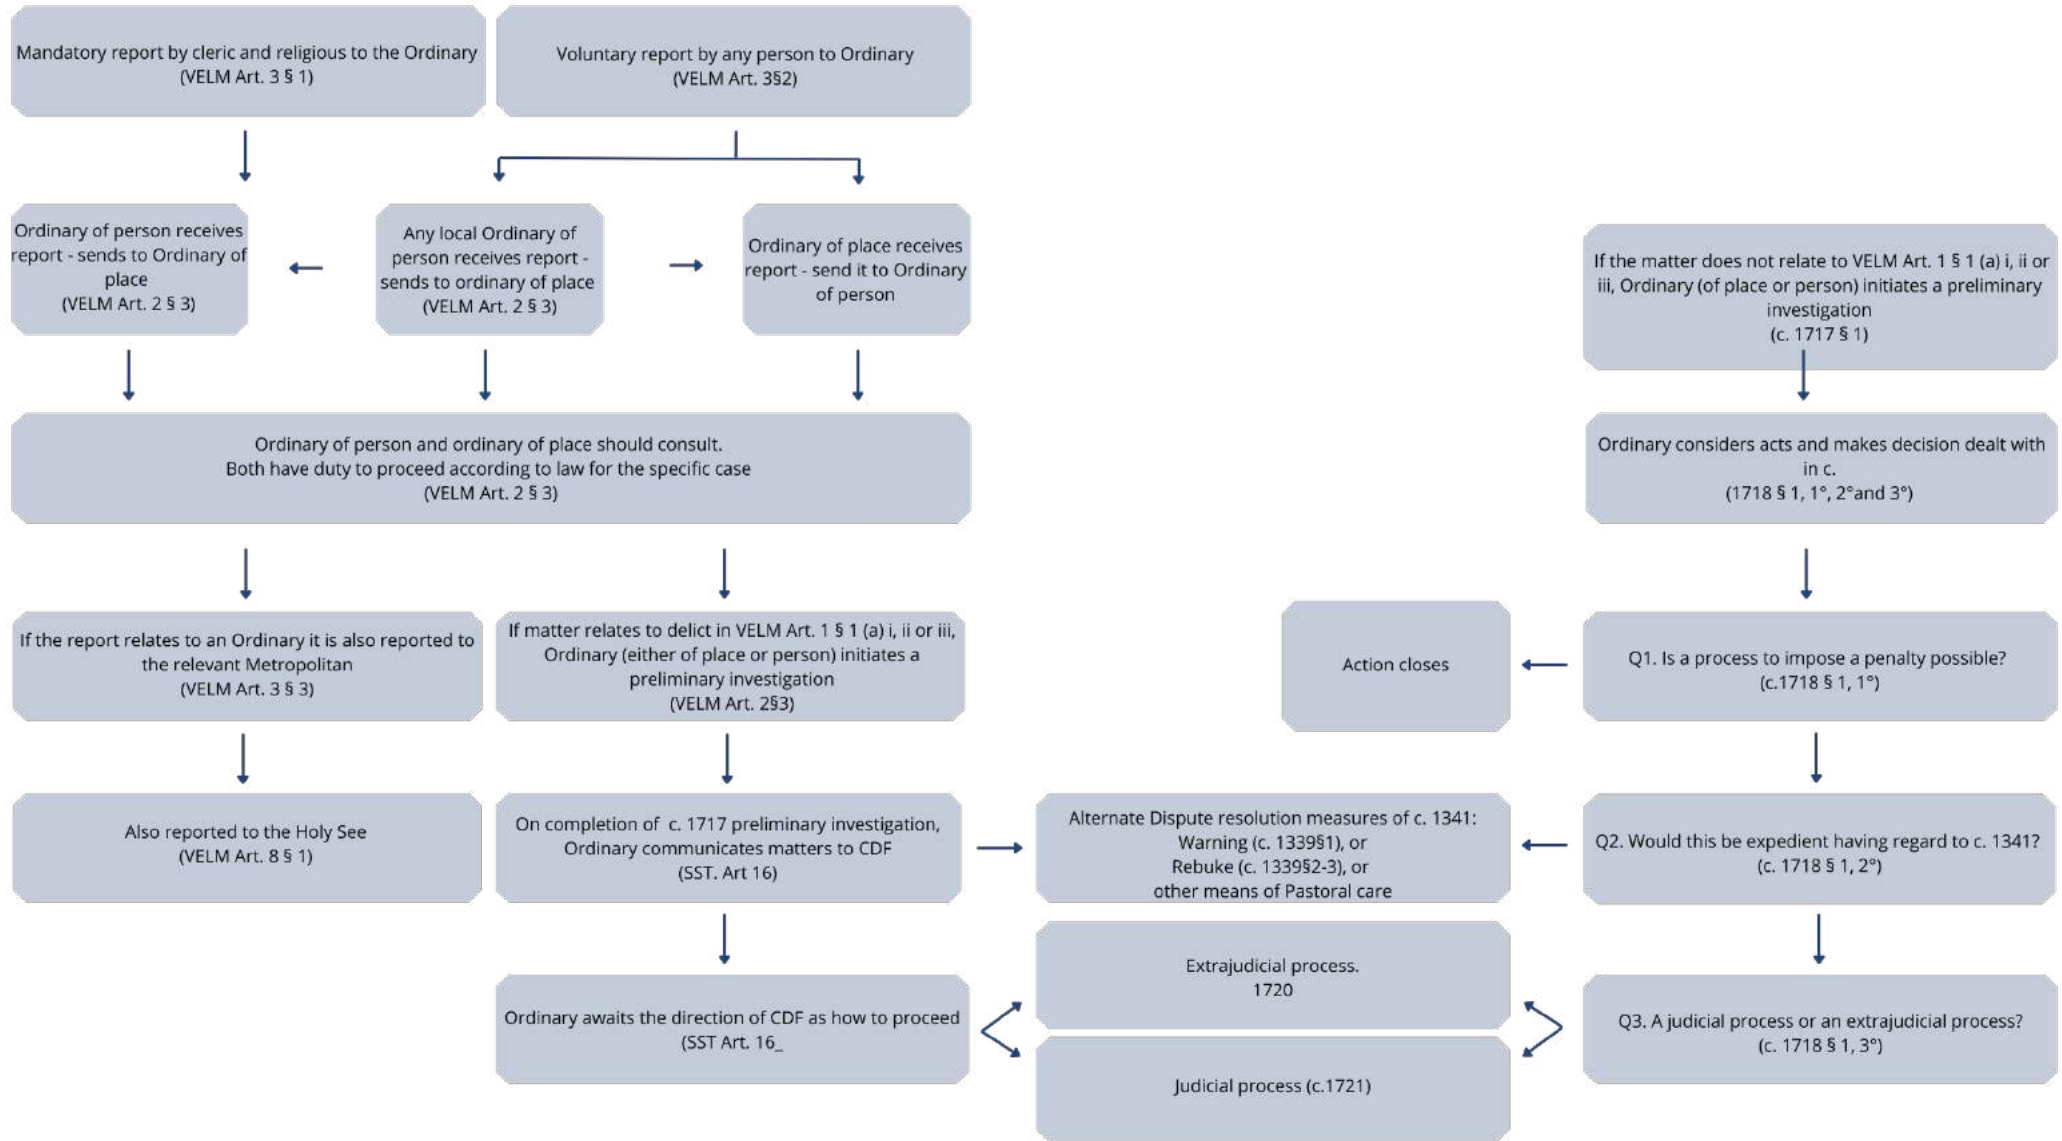 Mandatory report by cleric and religious to the Ordinary
(VELM Art. 3 § 1)
Voluntary report by any person to Ordinary
(VELM Art. 3§2)
Ordinary of person receives
report - sends to Ordinary of
place
(VELM Art. 2 § 3)
Any local Ordinary of
person receives report -
sends to ordinary of place
(VELM Art. 2 § 3)
Ordinary of place receives
report - send it to Ordinary
of person
If the matter does not relate to VELM Art. 1 § 1 (a) i, ii or
iii, Ordinary (of place or person) initiates a preliminary
investigation
(c. 1717 § 1)
Ordinary of person and ordinary of place should consult.
Both have duty to proceed according to law for the specific case
(VELM Art. 2 § 3)
Ordinary considers acts and makes decision dealt with
in c.
(1718 § 1, 1°, 2°and 3°)
If the report relates to an Ordinary it is also reported to
the relevant Metropolitan
(VELM Art. 3 § 3)
If matter relates to delict in VELM Art. 1 § 1 (a) i, ii or iii,
Ordinary (either of place or person) initiates a
preliminary investigation
(VELM Art. 2§3)
Action closes
Q1. Is a process to impose a penalty possible?
(c.1718 § 1, 1°)
Also reported to the Holy See
(VELM Art. 8 § 1)
On completion of c. 1717 preliminary investigation,
Ordinary communicates matters to CDF
(SST. Art 16)
Alternate Dispute resolution measures of c. 1341:
Warning (c. 1339§1), or
Rebuke (c. 1339§2-3), or
other means of Pastoral care
Q2. Would this be expedient having regard to c. 1341?
(c. 1718 § 1, 2°)
Ordinary awaits the direction of CDF as how to proceed
(SST Art. 16_
Extrajudicial process.
1720
Judicial process (c.1721)
Q3. A judicial process or an extrajudicial process?
(c. 1718 § 1, 3°)